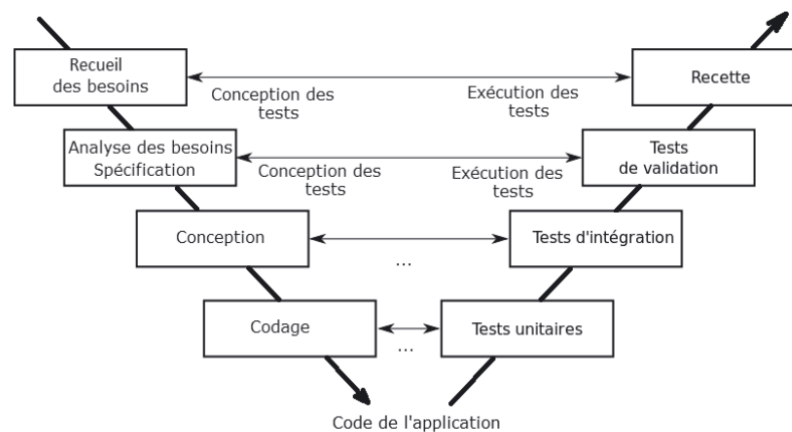 Recueil
des besoins
Recette
Conception des
tests
Exécution des
tests
Analyse des besoins
Spécification
Tests
de validation
Conception des
tests
Exécution des
tests
Conception
Tests d'intégration
...
Codage
Tests unitaires
...
Code de l'application